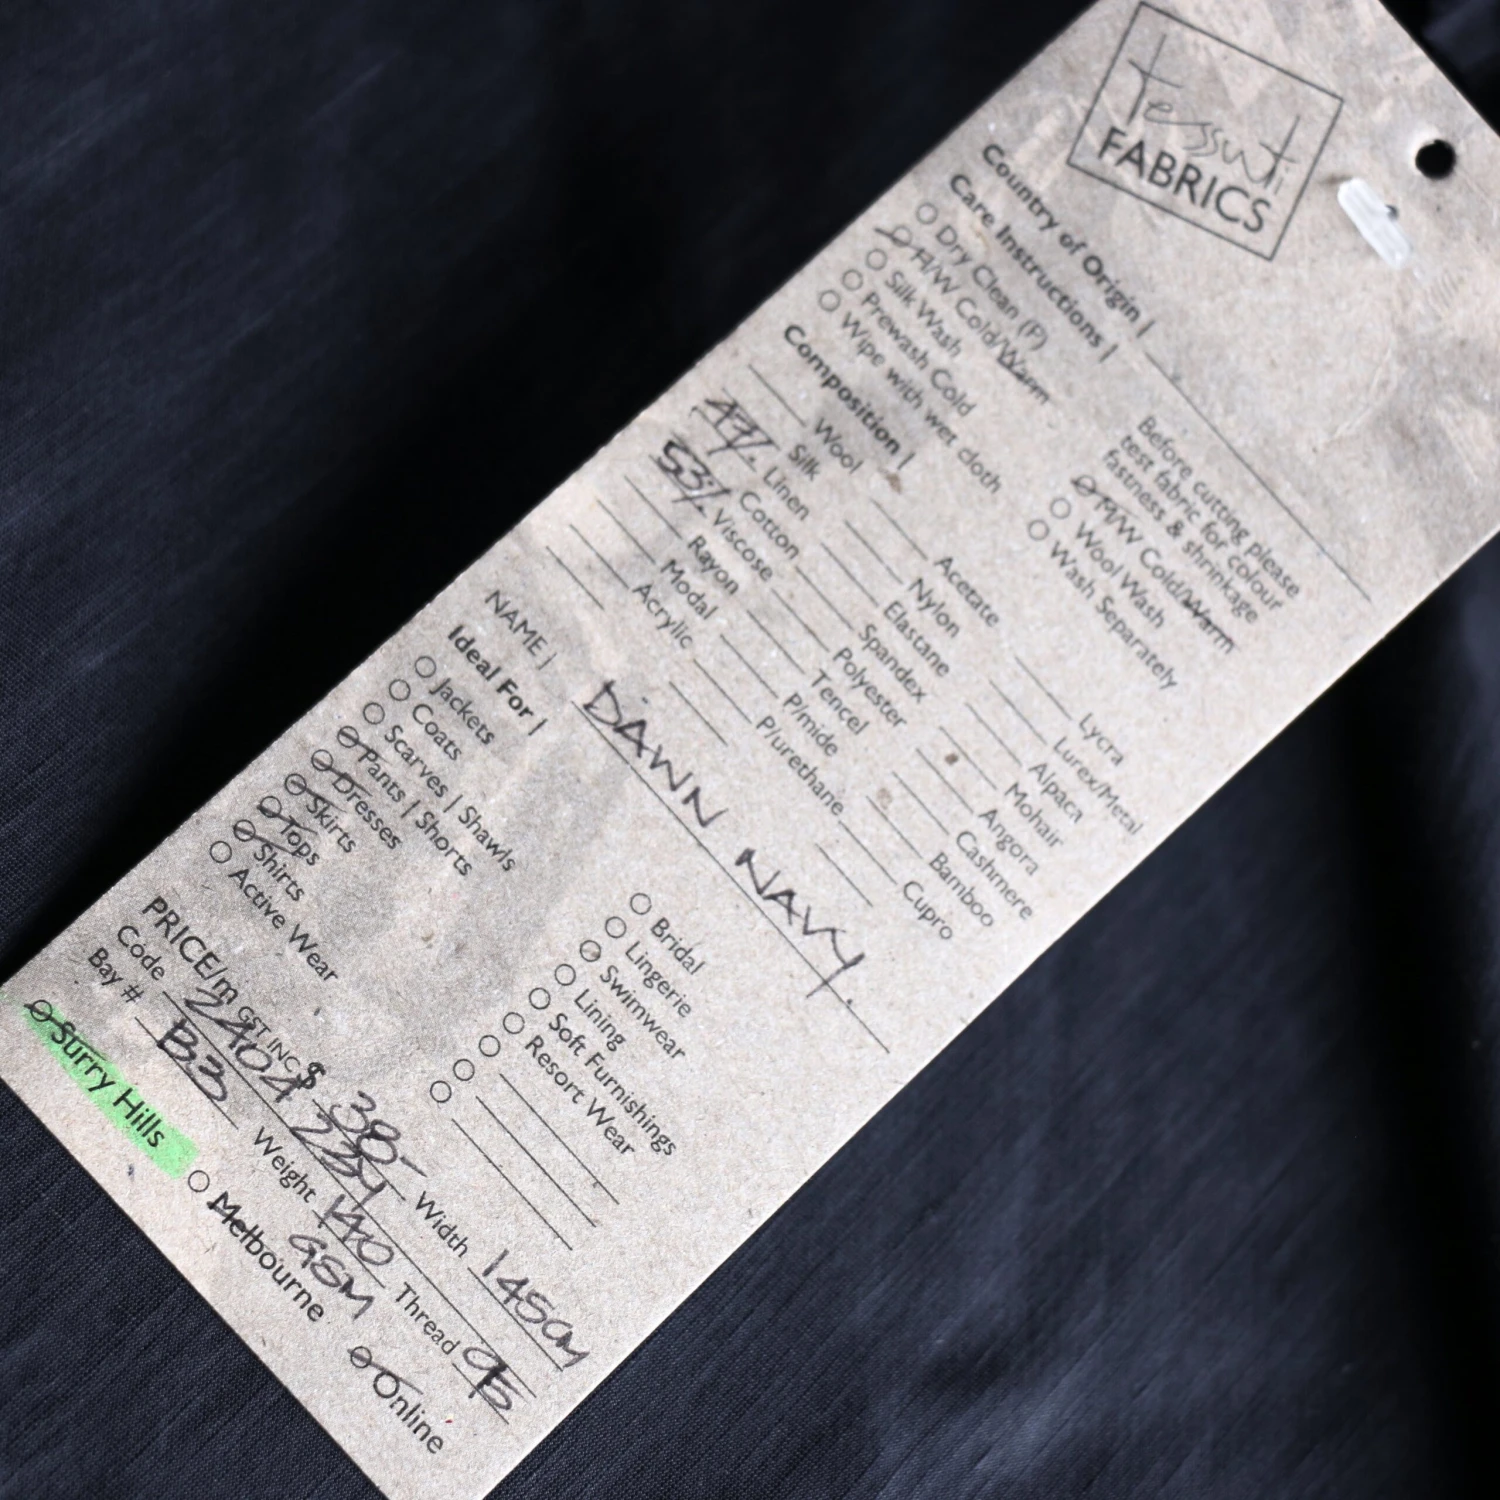 Tessuti
FABRICS
Country of Origin |
Care Instructions |
Dry Clean (P)
H/W Cold/Warm
Silk Wash
Prewash Cold
Wipe with wet cloth
Before cutting please
test fabric for colour
fastness & shrinkage
H/W Cold/Warm
Wool Wash
Wash Separately
Composition |
Wool
Silk
47% Linen
Cotton
53% Viscose
Rayon
Modal
Acrylic
Acetate
Nylon
Elastane
Spandex
Polyester
Tencel
P/mide
P/urethane
Lycra
Lurex/Metal
Alpaca
Mohair
Angora
Cashmere
Bamboo
Cupro
NAME | DAWN NAVY.
Ideal For |
Jackets
Coats
Scarves | Shawls
Pants | Shorts
Dresses
Skirts
Tops
Shirts
Active Wear
Bridal
Lingerie
Swimwear
Lining
Soft Furnishings
Resort Wear
PRICE/m GST INC $ 38- Width 145cm
Code 2404 Thread 95
Bay # B3 Weight 140 GSM
Surry Hills Melbourne Online